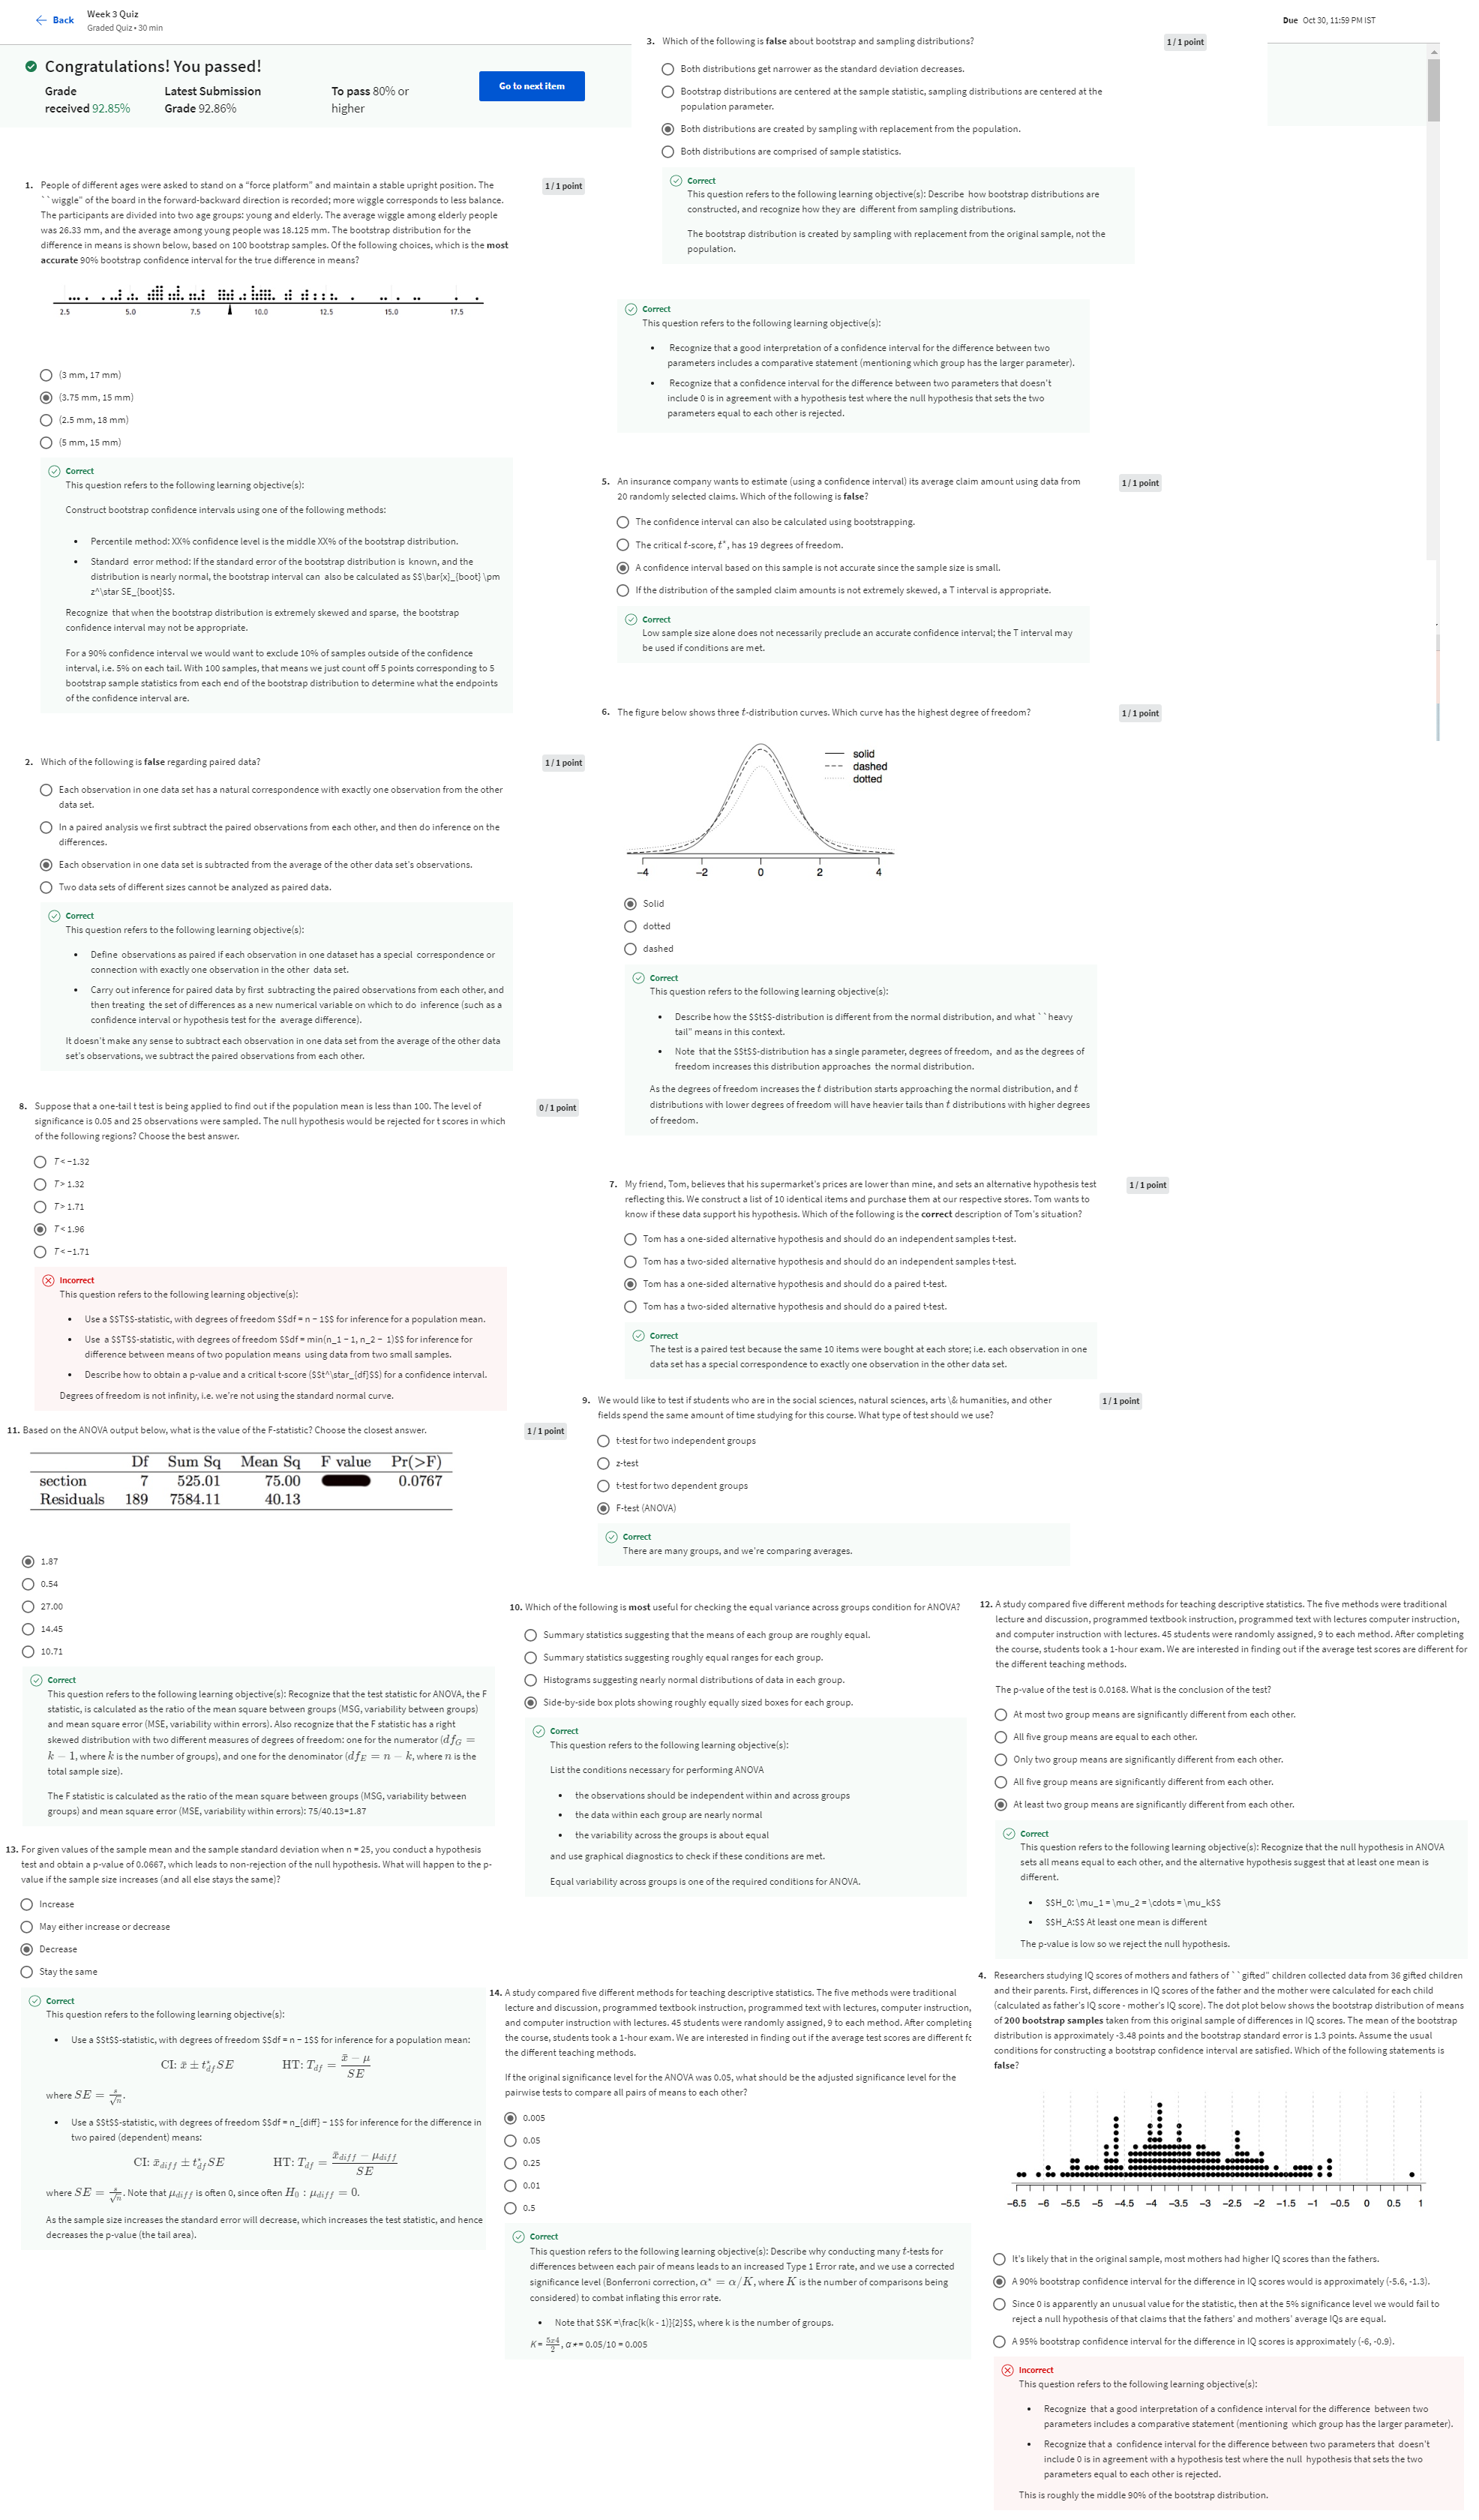 Back
Week 3 Quiz
Graded Quiz • 30 min
Due Oct 30, 11:59 PM IST
Congratulations! You passed!
Grade
received 92.85%
Latest Submission
Grade 92.86%
To pass 80% or
higher
Go to next item
1. People of different ages were asked to stand on a "force platform" and maintain a stable upright position. The
``wiggle" of the board in the forward-backward direction is recorded; more wiggle corresponds to less balance.
The participants are divided into two age groups: young and elderly. The average wiggle among elderly people
was 26.33 mm, and the average among young people was 18.125 mm. The bootstrap distribution for the
difference in means is shown below, based on 100 bootstrap samples. Of the following choices, which is the most
accurate 90% bootstrap confidence interval for the true difference in means?
1 / 1 point
2.5 5.0 7.5 10.0 12.5 15.0 17.5
(3 mm, 17 mm)
(3.75 mm, 15 mm)
(2.5 mm, 18 mm)
(5 mm, 15 mm)
Correct
This question refers to the following learning objective(s):
Construct bootstrap confidence intervals using one of the following methods:
• Percentile method: XX% confidence level is the middle XX% of the bootstrap distribution.
• Standard error method: If the standard error of the bootstrap distribution is known, and the
distribution is nearly normal, the bootstrap interval can also be calculated as $$\bar{x}_{boot} \pm
z^\star SE_{boot}$$.
Recognize that when the bootstrap distribution is extremely skewed and sparse, the bootstrap
confidence interval may not be appropriate.
For a 90% confidence interval we would want to exclude 10% of samples outside of the confidence
interval, i.e. 5% on each tail. With 100 samples, that means we just count off 5 points corresponding to 5
bootstrap sample statistics from each end of the bootstrap distribution to determine what the endpoints
of the confidence interval are.
2. Which of the following is false regarding paired data?
1 / 1 point
Each observation in one data set has a natural correspondence with exactly one observation from the other
data set.
In a paired analysis we first subtract the paired observations from each other, and then do inference on the
differences.
Each observation in one data set is subtracted from the average of the other data set's observations.
Two data sets of different sizes cannot be analyzed as paired data.
Correct
This question refers to the following learning objective(s):
• Define observations as paired if each observation in one dataset has a special correspondence or
connection with exactly one observation in the other data set.
• Carry out inference for paired data by first subtracting the paired observations from each other, and
then treating the set of differences as a new numerical variable on which to do inference (such as a
confidence interval or hypothesis test for the average difference).
It doesn't make any sense to subtract each observation in one data set from the average of the other data
set's observations, we subtract the paired observations from each other.
3. Which of the following is false about bootstrap and sampling distributions?
1 / 1 point
Both distributions get narrower as the standard deviation decreases.
Bootstrap distributions are centered at the sample statistic, sampling distributions are centered at the
population parameter.
Both distributions are created by sampling with replacement from the population.
Both distributions are comprised of sample statistics.
Correct
This question refers to the following learning objective(s): Describe how bootstrap distributions are
constructed, and recognize how they are different from sampling distributions.
The bootstrap distribution is created by sampling with replacement from the original sample, not the
population.
Correct
This question refers to the following learning objective(s):
• Recognize that a good interpretation of a confidence interval for the difference between two
parameters includes a comparative statement (mentioning which group has the larger parameter).
• Recognize that a confidence interval for the difference between two parameters that doesn't
include 0 is in agreement with a hypothesis test where the null hypothesis that sets the two
parameters equal to each other is rejected.
5. An insurance company wants to estimate (using a confidence interval) its average claim amount using data from
20 randomly selected claims. Which of the following is false?
1 / 1 point
The confidence interval can also be calculated using bootstrapping.
The critical t-score, t*, has 19 degrees of freedom.
A confidence interval based on this sample is not accurate since the sample size is small.
If the distribution of the sampled claim amounts is not extremely skewed, a T interval is appropriate.
Correct
Low sample size alone does not necessarily preclude an accurate confidence interval; the T interval may
be used if conditions are met.
6. The figure below shows three t-distribution curves. Which curve has the highest degree of freedom?
1 / 1 point
solid
dashed
dotted
−4 −2 0 2 4
Solid
dotted
dashed
Correct
This question refers to the following learning objective(s):
• Describe how the $$t$$-distribution is different from the normal distribution, and what ``heavy
tail" means in this context.
• Note that the $$t$$-distribution has a single parameter, degrees of freedom, and as the degrees of
freedom increases this distribution approaches the normal distribution.
As the degrees of freedom increases the t distribution starts approaching the normal distribution, and t
distributions with lower degrees of freedom will have heavier tails than t distributions with higher degrees
of freedom.
7. My friend, Tom, believes that his supermarket's prices are lower than mine, and sets an alternative hypothesis test
reflecting this. We construct a list of 10 identical items and purchase them at our respective stores. Tom wants to
know if these data support his hypothesis. Which of the following is the correct description of Tom's situation?
1 / 1 point
Tom has a one-sided alternative hypothesis and should do an independent samples t-test.
Tom has a two-sided alternative hypothesis and should do an independent samples t-test.
Tom has a one-sided alternative hypothesis and should do a paired t-test.
Tom has a two-sided alternative hypothesis and should do a paired t-test.
Correct
The test is a paired test because the same 10 items were bought at each store; i.e. each observation in one
data set has a special correspondence to exactly one observation in the other data set.
8. Suppose that a one-tail t test is being applied to find out if the population mean is less than 100. The level of
significance is 0.05 and 25 observations were sampled. The null hypothesis would be rejected for t scores in which
of the following regions? Choose the best answer.
0 / 1 point
T < −1.32
T > 1.32
T > 1.71
T < 1.96
T < −1.71
Incorrect
This question refers to the following learning objective(s):
• Use a $$T$$-statistic, with degrees of freedom $$df = n − 1$$ for inference for a population mean.
• Use a $$T$$-statistic, with degrees of freedom $$df = min(n_1 − 1, n_2 − 1)$$ for inference for
difference between means of two population means using data from two small samples.
• Describe how to obtain a p-value and a critical t-score ($$t^\star_{df}$$) for a confidence interval.
Degrees of freedom is not infinity, i.e. we're not using the standard normal curve.
9. We would like to test if students who are in the social sciences, natural sciences, arts \& humanities, and other
fields spend the same amount of time studying for this course. What type of test should we use?
1 / 1 point
t-test for two independent groups
z-test
t-test for two dependent groups
F-test (ANOVA)
Correct
There are many groups, and we're comparing averages.
11. Based on the ANOVA output below, what is the value of the F-statistic? Choose the closest answer.
1 / 1 point
Df Sum Sq Mean Sq F value Pr(>F)
section 7 525.01 75.00 0.0767
Residuals 189 7584.11 40.13
1.87
0.54
27.00
14.45
10.71
Correct
This question refers to the following learning objective(s): Recognize that the test statistic for ANOVA, the F
statistic, is calculated as the ratio of the mean square between groups (MSG, variability between groups)
and mean square error (MSE, variability within errors). Also recognize that the F statistic has a right
skewed distribution with two different measures of degrees of freedom: one for the numerator (df_G =
k − 1, where k is the number of groups), and one for the denominator (df_E = n − k, where n is the
total sample size).
The F statistic is calculated as the ratio of the mean square between groups (MSG, variability between
groups) and mean square error (MSE, variability within errors): 75/40.13=1.87
10. Which of the following is most useful for checking the equal variance across groups condition for ANOVA?
Summary statistics suggesting that the means of each group are roughly equal.
Summary statistics suggesting roughly equal ranges for each group.
Histograms suggesting nearly normal distributions of data in each group.
Side-by-side box plots showing roughly equally sized boxes for each group.
Correct
This question refers to the following learning objective(s):
List the conditions necessary for performing ANOVA
• the observations should be independent within and across groups
• the data within each group are nearly normal
• the variability across the groups is about equal
and use graphical diagnostics to check if these conditions are met.
Equal variability across groups is one of the required conditions for ANOVA.
12. A study compared five different methods for teaching descriptive statistics. The five methods were traditional
lecture and discussion, programmed textbook instruction, programmed text with lectures computer instruction,
and computer instruction with lectures. 45 students were randomly assigned, 9 to each method. After completing
the course, students took a 1-hour exam. We are interested in finding out if the average test scores are different for
the different teaching methods.
The p-value of the test is 0.0168. What is the conclusion of the test?
At most two group means are significantly different from each other.
All five group means are equal to each other.
Only two group means are significantly different from each other.
All five group means are significantly different from each other.
At least two group means are significantly different from each other.
Correct
This question refers to the following learning objective(s): Recognize that the null hypothesis in ANOVA
sets all means equal to each other, and the alternative hypothesis suggest that at least one mean is
different.
• $$H_0: \mu_1 = \mu_2 = \cdots = \mu_k$$
• $$H_A:$$ At least one mean is different
The p-value is low so we reject the null hypothesis.
13. For given values of the sample mean and the sample standard deviation when n = 25, you conduct a hypothesis
test and obtain a p-value of 0.0667, which leads to non-rejection of the null hypothesis. What will happen to the p-
value if the sample size increases (and all else stays the same)?
Increase
May either increase or decrease
Decrease
Stay the same
Correct
This question refers to the following learning objective(s):
• Use a $$t$$-statistic, with degrees of freedom $$df = n − 1$$ for inference for a population mean:
CI: x̄ ± t*_df SE HT: T_df = (x̄ − μ)/SE
where SE = s/√n.
• Use a $$t$$-statistic, with degrees of freedom $$df = n_{diff} − 1$$ for inference for the difference in
two paired (dependent) means:
CI: x̄_diff ± t*_df SE HT: T_df = (x̄_diff − μ_diff)/SE
where SE = s/√n. Note that μ_diff is often 0, since often H₀ : μ_diff = 0.
As the sample size increases the standard error will decrease, which increases the test statistic, and hence
decreases the p-value (the tail area).
14. A study compared five different methods for teaching descriptive statistics. The five methods were traditional
lecture and discussion, programmed textbook instruction, programmed text with lectures, computer instruction,
and computer instruction with lectures. 45 students were randomly assigned, 9 to each method. After completing
the course, students took a 1-hour exam. We are interested in finding out if the average test scores are different fo
the different teaching methods.
If the original significance level for the ANOVA was 0.05, what should be the adjusted significance level for the
pairwise tests to compare all pairs of means to each other?
0.005
0.05
0.25
0.01
0.5
Correct
This question refers to the following learning objective(s): Describe why conducting many t-tests for
differences between each pair of means leads to an increased Type 1 Error rate, and we use a corrected
significance level (Bonferroni correction, α* = α/K, where K is the number of comparisons being
considered) to combat inflating this error rate.
• Note that $$K =\frac{k(k - 1)}{2}$$, where k is the number of groups.
K = 5x4/2, α⋆= 0.05/10 = 0.005
4. Researchers studying IQ scores of mothers and fathers of ``gifted" children collected data from 36 gifted children
and their parents. First, differences in IQ scores of the father and the mother were calculated for each child
(calculated as father's IQ score - mother's IQ score). The dot plot below shows the bootstrap distribution of means
of 200 bootstrap samples taken from this original sample of differences in IQ scores. The mean of the bootstrap
distribution is approximately -3.48 points and the bootstrap standard error is 1.3 points. Assume the usual
conditions for constructing a bootstrap confidence interval are satisfied. Which of the following statements is
false?
−6.5 −6 −5.5 −5 −4.5 −4 −3.5 −3 −2.5 −2 −1.5 −1 −0.5 0 0.5 1
It's likely that in the original sample, most mothers had higher IQ scores than the fathers.
A 90% bootstrap confidence interval for the difference in IQ scores would is approximately (-5.6, -1.3).
Since 0 is apparently an unusual value for the statistic, then at the 5% significance level we would fail to
reject a null hypothesis of that claims that the fathers' and mothers' average IQs are equal.
A 95% bootstrap confidence interval for the difference in IQ scores is approximately (-6, -0.9).
Incorrect
This question refers to the following learning objective(s):
• Recognize that a good interpretation of a confidence interval for the difference between two
parameters includes a comparative statement (mentioning which group has the larger parameter).
• Recognize that a confidence interval for the difference between two parameters that doesn't
include 0 is in agreement with a hypothesis test where the null hypothesis that sets the two
parameters equal to each other is rejected.
This is roughly the middle 90% of the bootstrap distribution.